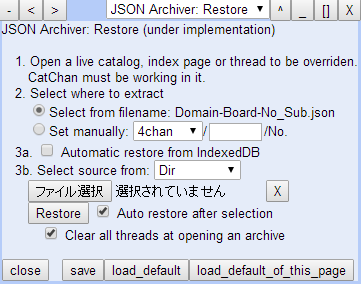 - < > JSON Archiver: Restore ^ _ [] X
JSON Archiver: Restore (under implementation)
1. Open a live catalog, index page or thread to be overriden.
CatChan must be working in it.
2. Select where to extract
Select from filename: Domain-Board-No_Sub.json
Set manually: 4chan / /No.
3a. Automatic restore from IndexedDB
3b. Select source from: Dir
ファイル選択 選択されていません X
Restore Auto restore after selection
Clear all threads at opening an archive
close save load_default load_default_of_this_page